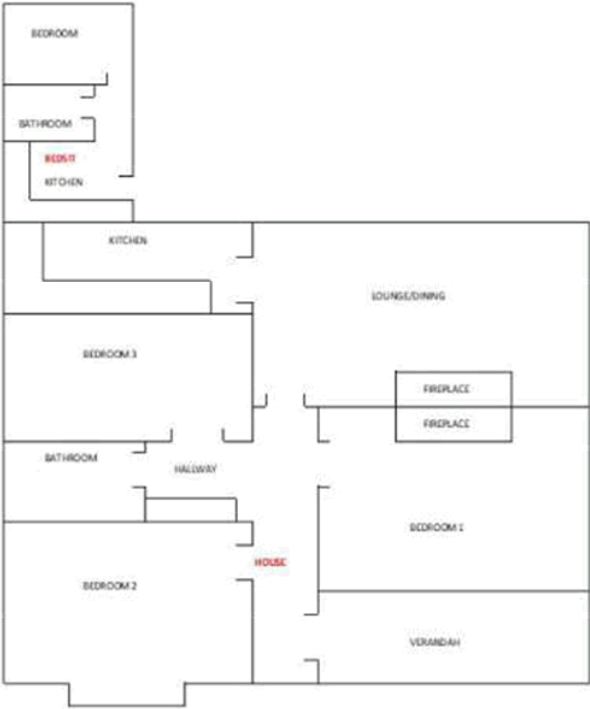 BEDROOM
BATHROOM
BEDSIT
KITCHEN
KITCHEN
LOUNGE/DINING
BEDROOM 3
FIREPLACE
FIREPLACE
BATHROOM
HALLWAY
BEDROOM 1
HOUSE
BEDROOM 2
VERANDAH